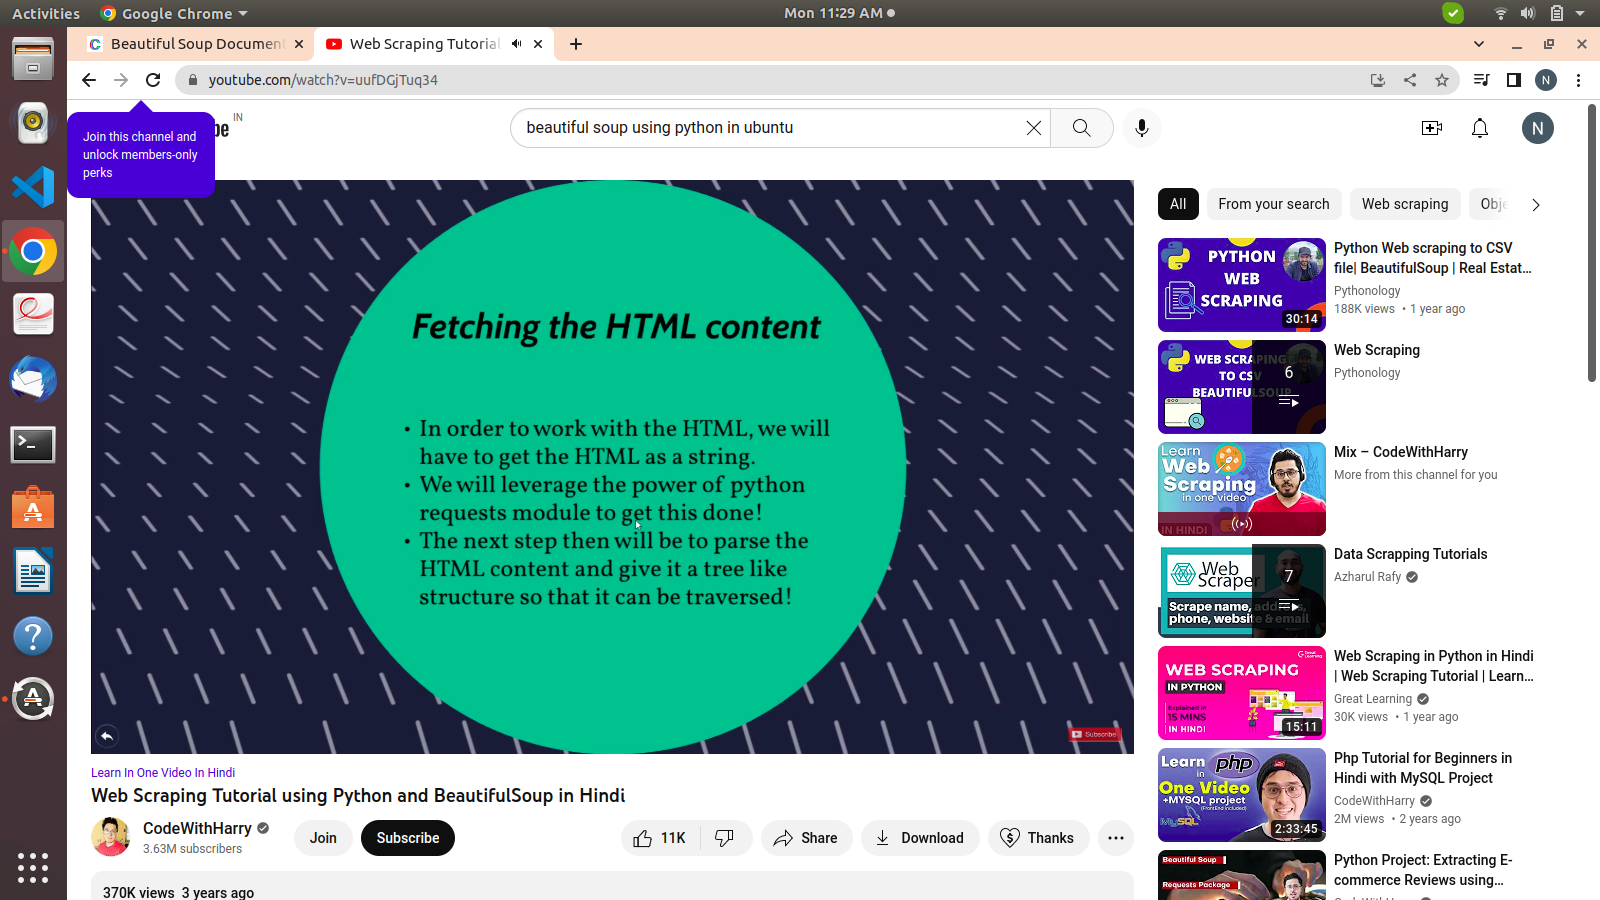 Activities Google Chrome Mon 11:29 AM
Beautiful Soup Document Web Scraping Tutorial
youtube.com/watch?v=uufDGjTuq34
Join this channel and
unlock members-only
perks
IN
beautiful soup using python in ubuntu
N
N
Fetching the HTML content
• In order to work with the HTML, we will
have to get the HTML as a string.
• We will leverage the power of python
requests module to get this done!
• The next step then will be to parse the
HTML content and give it a tree like
structure so that it can be traversed!
Subscribe
Learn In One Video In Hindi
Web Scraping Tutorial using Python and BeautifulSoup in Hindi
CodeWithHarry
3.63M subscribers
Join
Subscribe
11K
Share
Download
Thanks
370K views 3 years ago
All From your search Web scraping Obje
PYTHON
WEB
SCRAPING
30:14
Python Web scraping to CSV
file| BeautifulSoup | Real Estat...
Pythonology
188K views • 1 year ago
WEB SCRAPING
TO CSV
BEAUTIFULSOUP
6
Web Scraping
Pythonology
Learn
Web
Scraping
in one video
IN HINDI
Mix – CodeWithHarry
More from this channel for you
Web
Scraper
7
Scrape name, address,
phone, website & email
Data Scrapping Tutorials
Azharul Rafy
Great Learning
WEB SCRAPING
IN PYTHON
Explained in
15 MINS
IN HINDI
15:11
Web Scraping in Python in Hindi
| Web Scraping Tutorial | Learn...
Great Learning
30K views • 1 year ago
Learn php
in
One Video
+MYSQL project
(FrontEnd included)
MySQL
2:33:45
Php Tutorial for Beginners in
Hindi with MySQL Project
CodeWithHarry
2M views • 2 years ago
Beautiful Soup
Requests Package
Python Project: Extracting E-
commerce Reviews using...